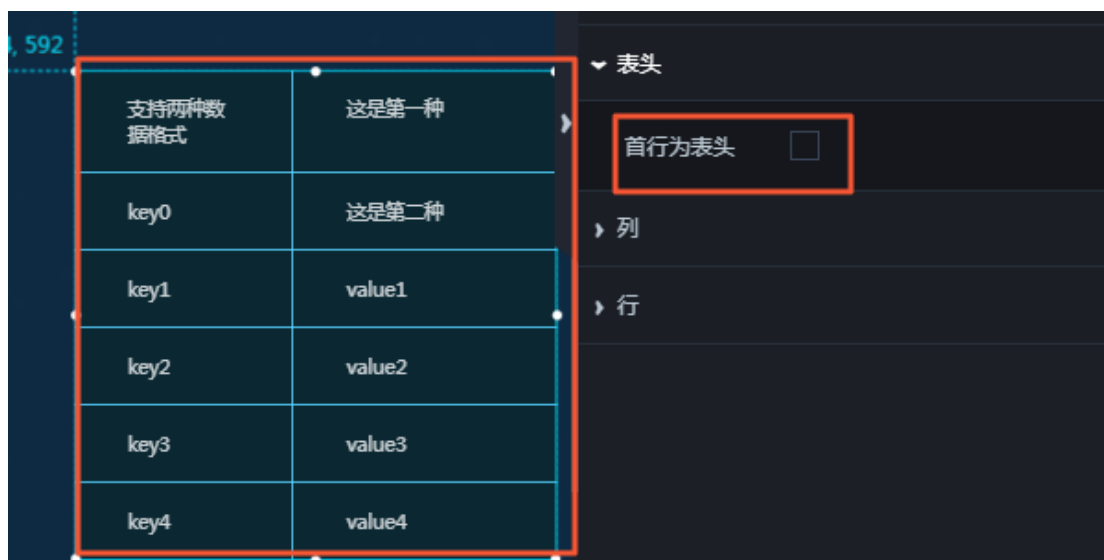 , 592
表头
支持两种数
据格式
这是第一种
首行为表头
key0
这是第二种
列
key1
value1
行
key2
value2
key3
value3
key4
value4